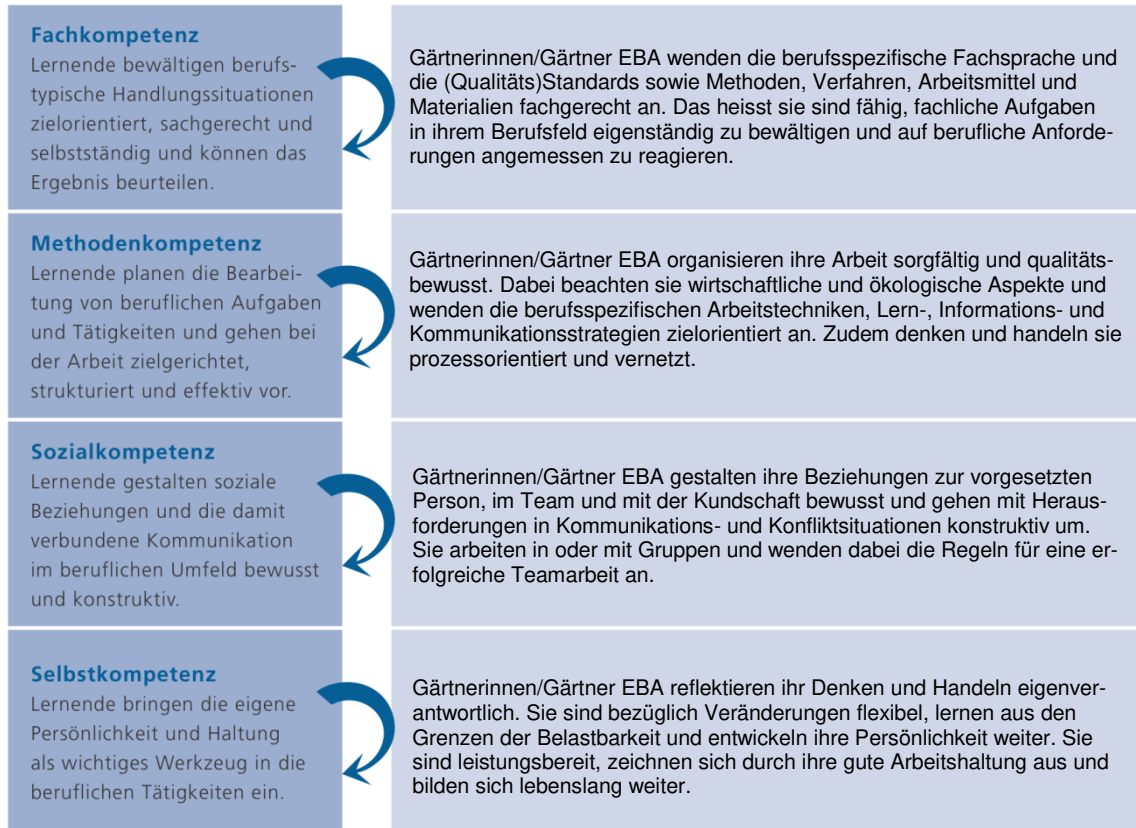 Fachkompetenz
Lernende bewältigen berufs-
typische Handlungssituationen
zielorientiert, sachgerecht und
selbstständig und können das
Ergebnis beurteilen.
Gärtnerinnen/Gärtner EBA wenden die berufsspezifische Fachsprache und
die (Qualitäts)Standards sowie Methoden, Verfahren, Arbeitsmittel und
Materialien fachgerecht an. Das heisst sie sind fähig, fachliche Aufgaben
in ihrem Berufsfeld eigenständig zu bewältigen und auf berufliche Anforde-
rungen angemessen zu reagieren.
Methodenkompetenz
Lernende planen die Bearbei-
tung von beruflichen Aufgaben
und Tätigkeiten und gehen bei
der Arbeit zielgerichtet,
strukturiert und effektiv vor.
Gärtnerinnen/Gärtner EBA organisieren ihre Arbeit sorgfältig und qualitäts-
bewusst. Dabei beachten sie wirtschaftliche und ökologische Aspekte und
wenden die berufsspezifischen Arbeitstechniken, Lern-, Informations- und
Kommunikationsstrategien zielorientiert an. Zudem denken und handeln sie
prozessorientiert und vernetzt.
Sozialkompetenz
Lernende gestalten soziale
Beziehungen und die damit
verbundene Kommunikation
im beruflichen Umfeld bewusst
und konstruktiv.
Gärtnerinnen/Gärtner EBA gestalten ihre Beziehungen zur vorgesetzten
Person, im Team und mit der Kundschaft bewusst und gehen mit Heraus-
forderungen in Kommunikations- und Konfliktsituationen konstruktiv um.
Sie arbeiten in oder mit Gruppen und wenden dabei die Regeln für eine er-
folgreiche Teamarbeit an.
Selbstkompetenz
Lernende bringen die eigene
Persönlichkeit und Haltung
als wichtiges Werkzeug in die
beruflichen Tätigkeiten ein.
Gärtnerinnen/Gärtner EBA reflektieren ihr Denken und Handeln eigenver-
antwortlich. Sie sind bezüglich Veränderungen flexibel, lernen aus den
Grenzen der Belastbarkeit und entwickeln ihre Persönlichkeit weiter. Sie
sind leistungsbereit, zeichnen sich durch ihre gute Arbeitshaltung aus und
bilden sich lebenslang weiter.